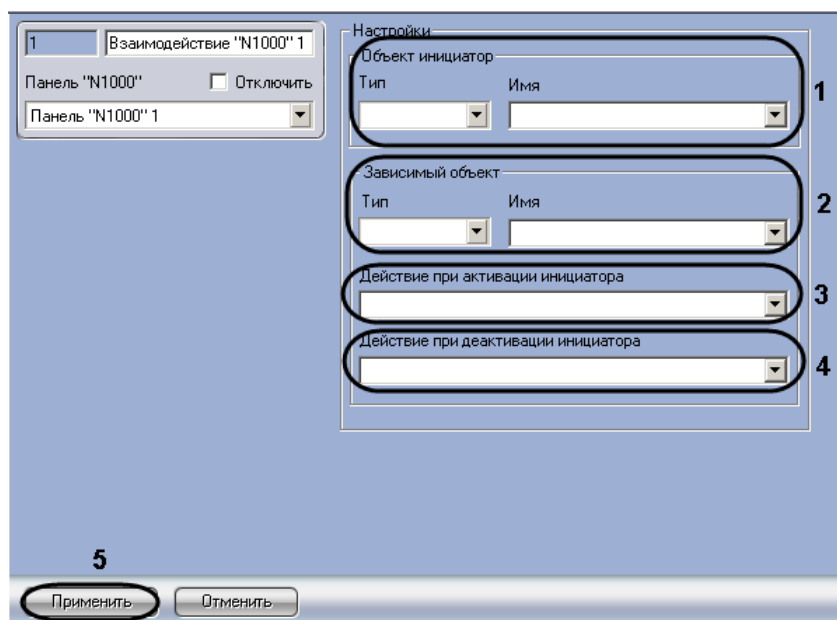 1 Взаимодействие "N1000" 1
Панель "N1000" Отключить
Панель "N1000" 1
Настройки
Объект инициатор
Тип Имя
1
Зависимый объект
Тип Имя
2
Действие при активации инициатора
3
Действие при деактивации инициатора
4
5
Применить Отменить